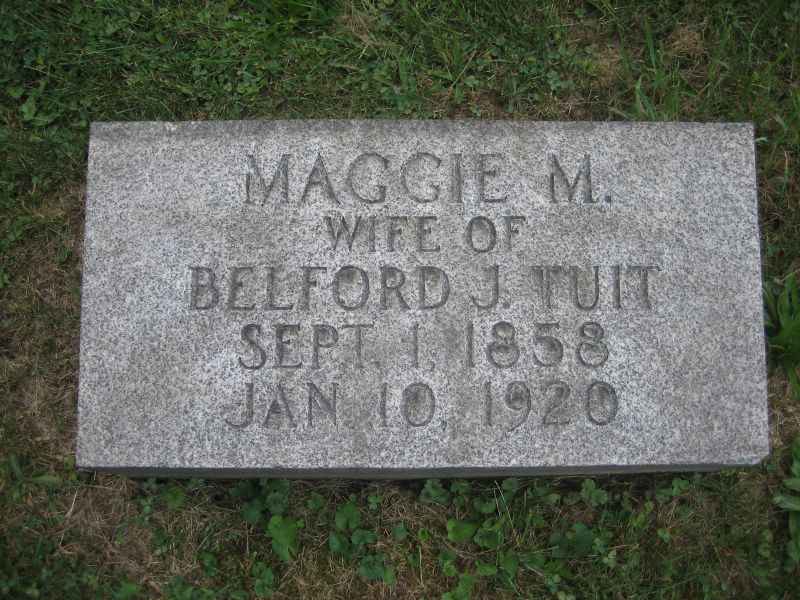 MAGGIE M.
WIFE OF
BELFORD J. TUIT
SEPT. 1, 1858
JAN. 10, 1920